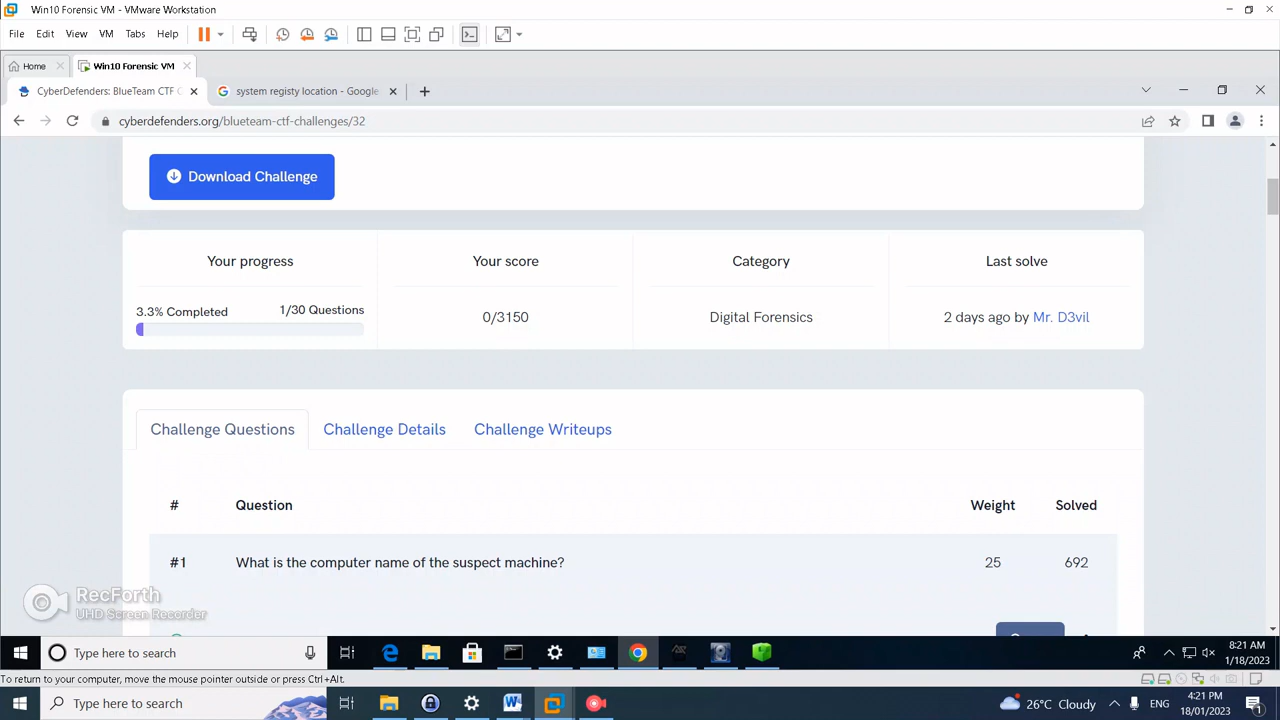 Win10 Forensic VM - VMware Workstation
File Edit View VM Tabs Help
Home Win10 Forensic VM
CyberDefenders: BlueTeam CTF C system registy location - Google
cyberdefenders.org/blueteam-ctf-challenges/32
Download Challenge
Your progress Your score Category Last solve
3.3% Completed 1/30 Questions 0/3150 Digital Forensics 2 days ago by Mr. D3vil
Challenge Questions Challenge Details Challenge Writeups
# Question Weight Solved
#1 What is the computer name of the suspect machine? 25 692
RecForth
UHD Screen Recorder
Type here to search 8:21 AM
1/18/2023
To return to your computer, move the mouse pointer outside or press Ctrl+Alt.
Type here to search 26°C Cloudy ENG 4:21 PM
18/01/2023